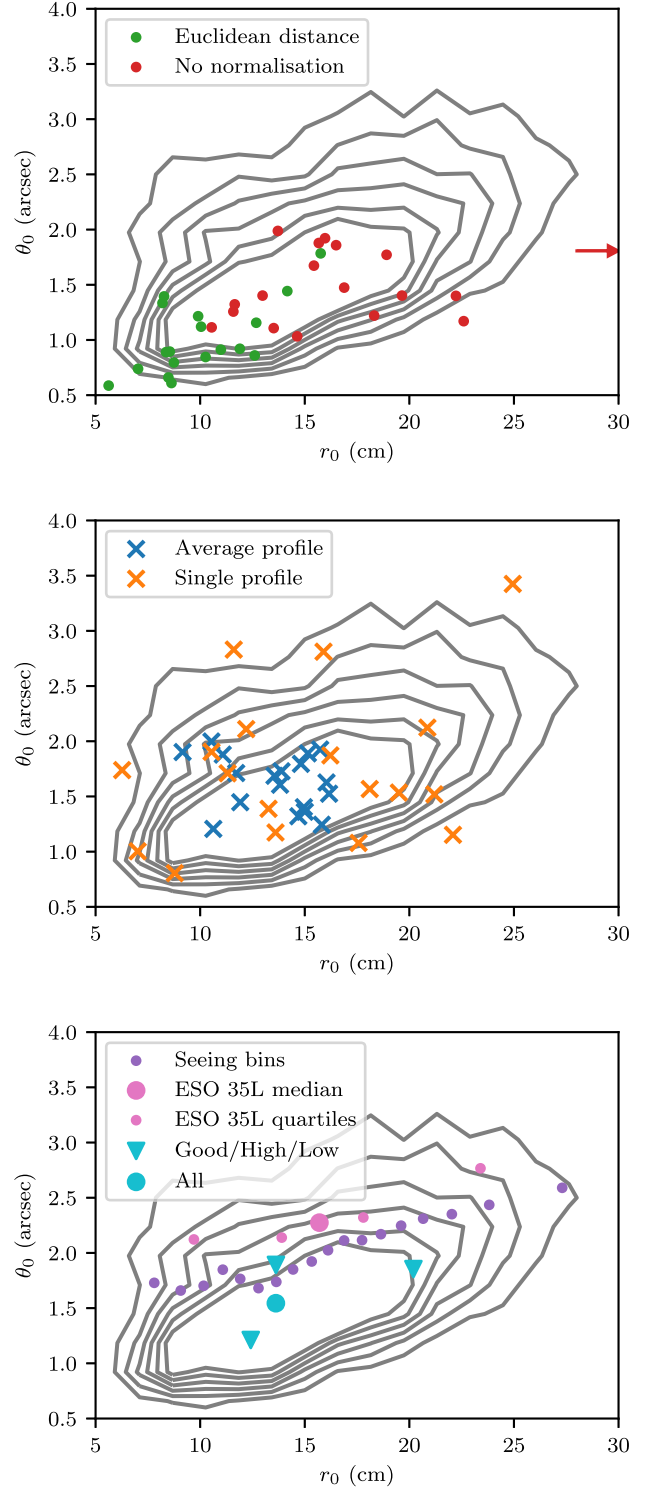 4.0
3.5
3.0
2.5
2.0
1.5
1.0
0.5
θ₀ (arcsec)
Euclidean distance
No normalisation
5 10 15 20 25 30
r₀ (cm)
4.0
3.5
3.0
2.5
2.0
1.5
1.0
0.5
θ₀ (arcsec)
Average profile
Single profile
5 10 15 20 25 30
r₀ (cm)
4.0
3.5
3.0
2.5
2.0
1.5
1.0
0.5
θ₀ (arcsec)
Seeing bins
ESO 35L median
ESO 35L quartiles
Good/High/Low
All
5 10 15 20 25 30
r₀ (cm)